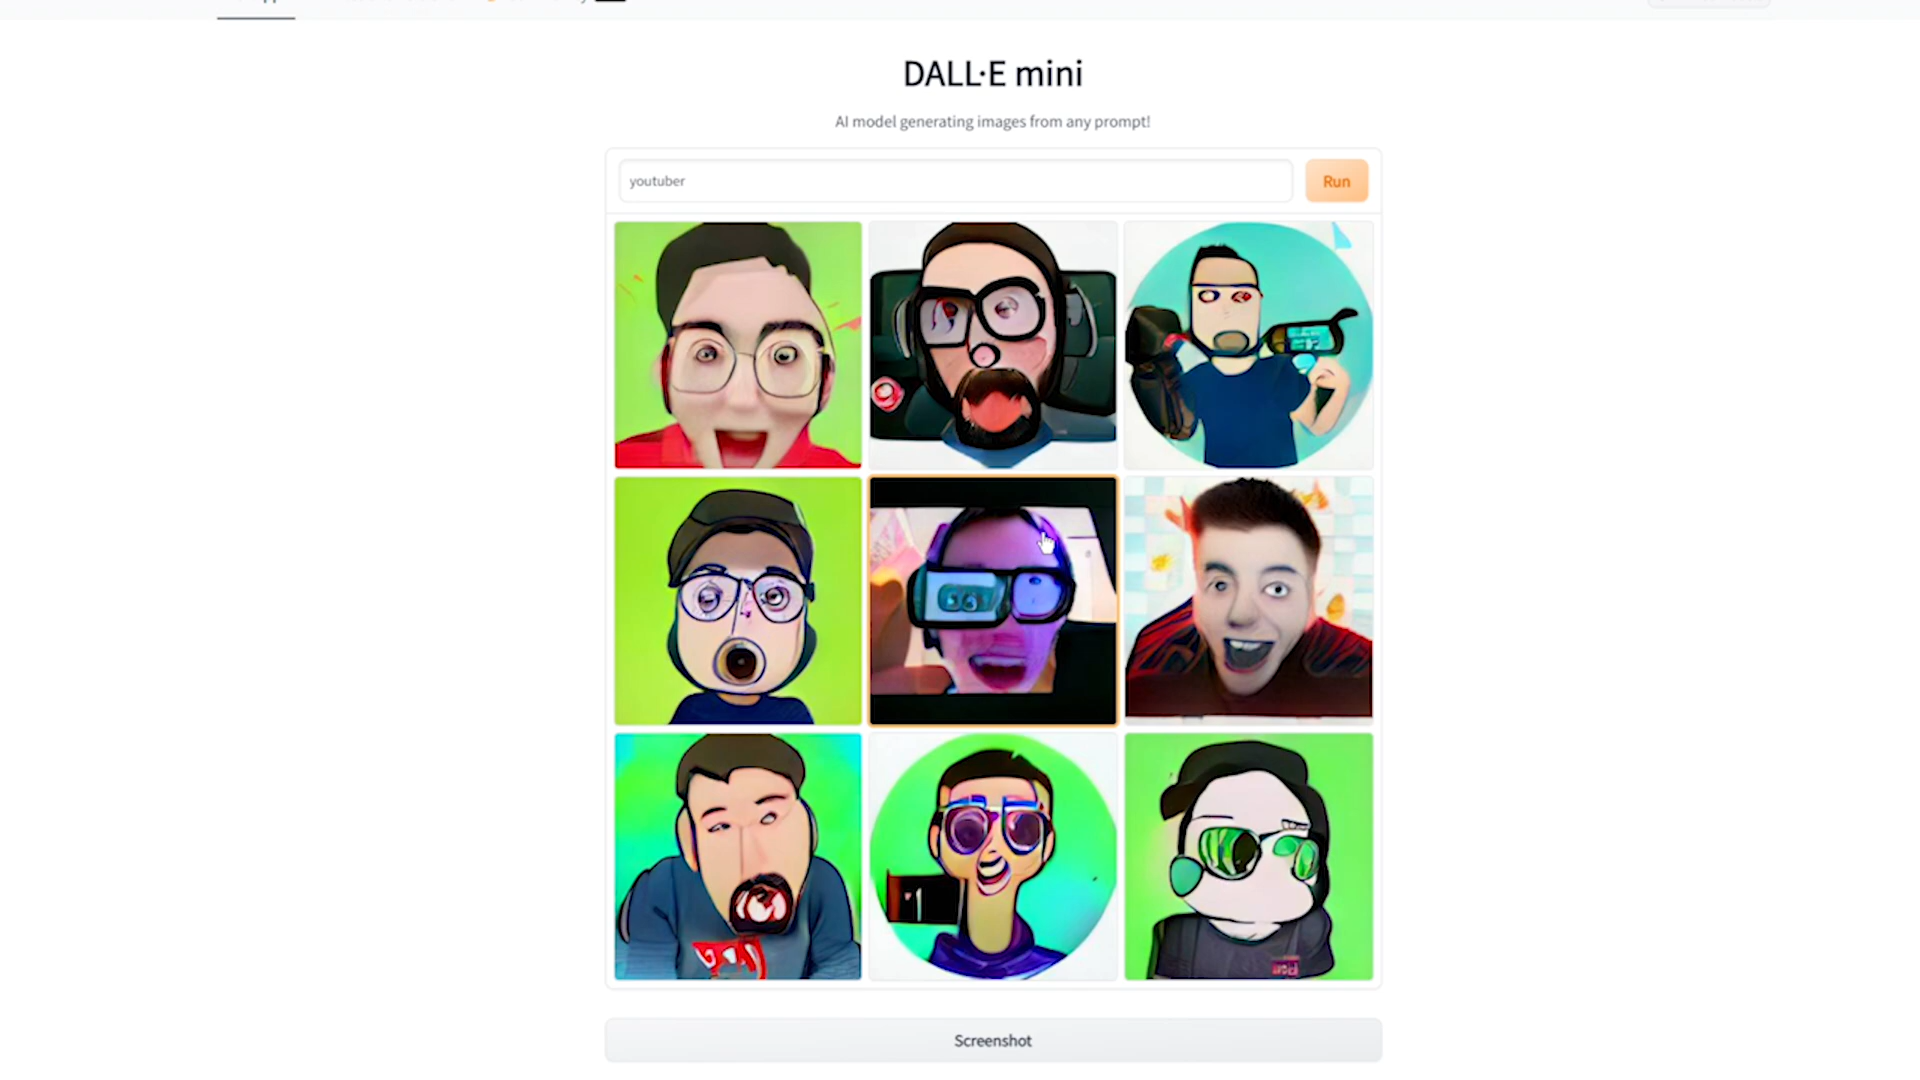 DALL·E mini
AI model generating images from any prompt!
youtuber
Run
Screenshot